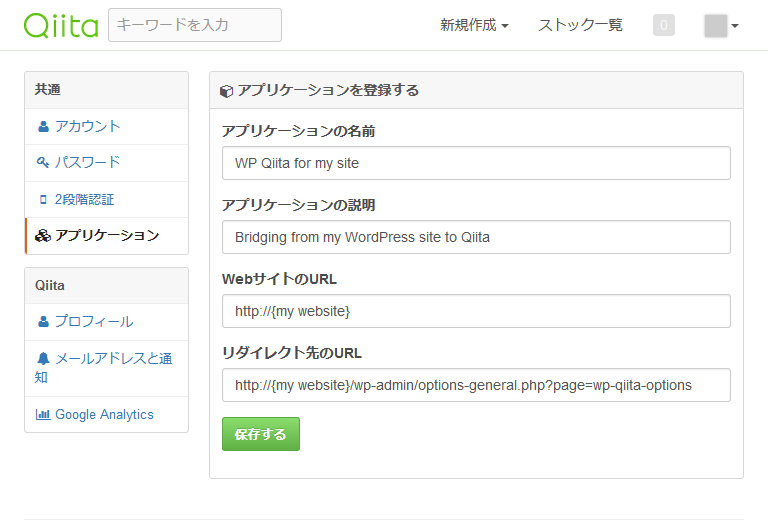 Qiita
キーワードを入力
新規作成
ストック一覧
0
共通
アカウント
パスワード
2段階認証
アプリケーション
Qiita
プロフィール
メールアドレスと通
知
Google Analytics
アプリケーションを登録する
アプリケーションの名前
WP Qiita for my site
アプリケーションの説明
Bridging from my WordPress site to Qiita
WebサイトのURL
http://{my website}
リダイレクト先のURL
http://{my website}/wp-admin/options-general.php?page=wp-qiita-options
保存する